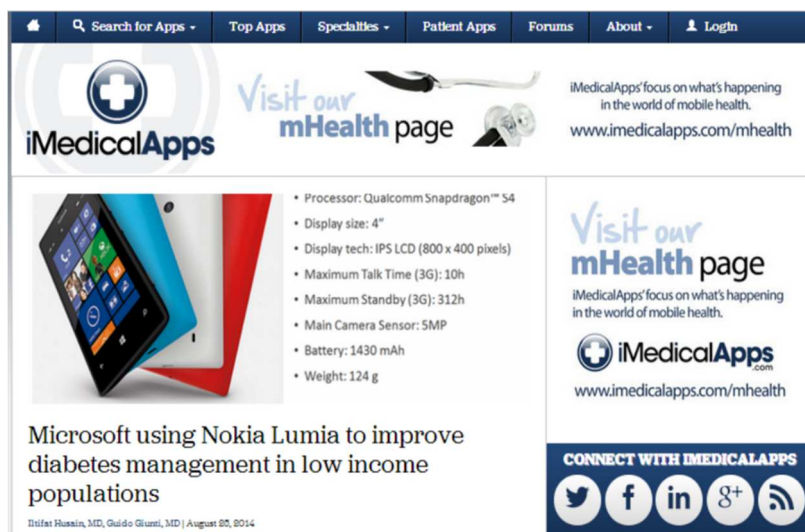 Search for Apps
Top Apps
Specialties
Patient Apps
Forums
About
Login
iMedicalApps
Visit our
mHealth page
iMedicalApps' focus on what's happening
in the world of mobile health.
www.imedicalapps.com/mhealth
• Processor: Qualcomm Snapdragon™ S4
• Display size: 4"
• Display tech: IPS LCD (800 x 400 pixels)
• Maximum Talk Time (3G): 10h
• Maximum Standby (3G): 312h
• Main Camera Sensor: 5MP
• Battery: 1430 mAh
• Weight: 124 g
Microsoft using Nokia Lumia to improve
diabetes management in low income
populations
Iltifat Husain, MD, Guido Giunti, MD | August 25, 2014
Visit our
mHealth page
iMedicalApps' focus on what's happening
in the world of mobile health.
iMedicalApps
.com
www.imedicalapps.com/mhealth
CONNECT WITH IMEDICALAPPS
f
in
g+